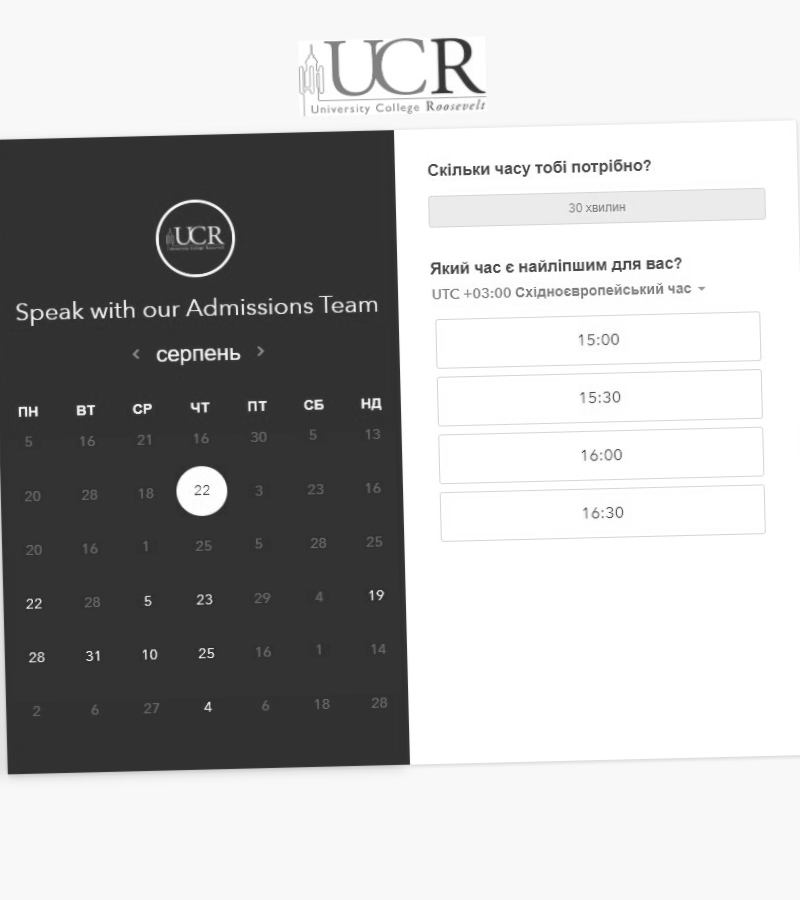 UCR
University College Roosevelt
UCR
University College Roosevelt
Speak with our Admissions Team
‹ серпень ›
ПН ВТ СР ЧТ ПТ СБ НД
5 16 21 16 30 5 13
20 28 18 22 3 23 16
20 16 1 25 5 28 25
22 28 5 23 29 4 19
28 31 10 25 16 1 14
2 6 27 4 6 18 28
Скільки часу тобі потрібно?
30 хвилин
Який час є найліпшим для вас?
UTC +03:00 Східноєвропейський час
15:00
15:30
16:00
16:30